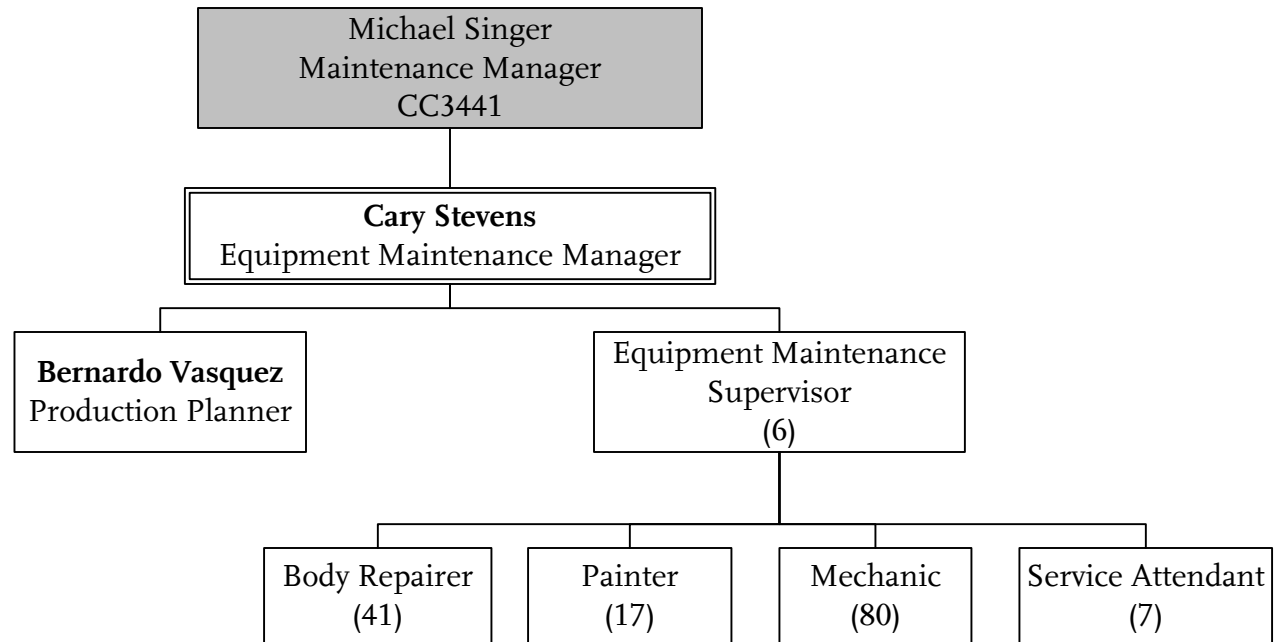 Michael Singer
Maintenance Manager
CC3441
Cary Stevens
Equipment Maintenance Manager
Bernardo Vasquez
Production Planner
Equipment Maintenance
Supervisor
(6)
Body Repairer
(41)
Painter
(17)
Mechanic
(80)
Service Attendant
(7)